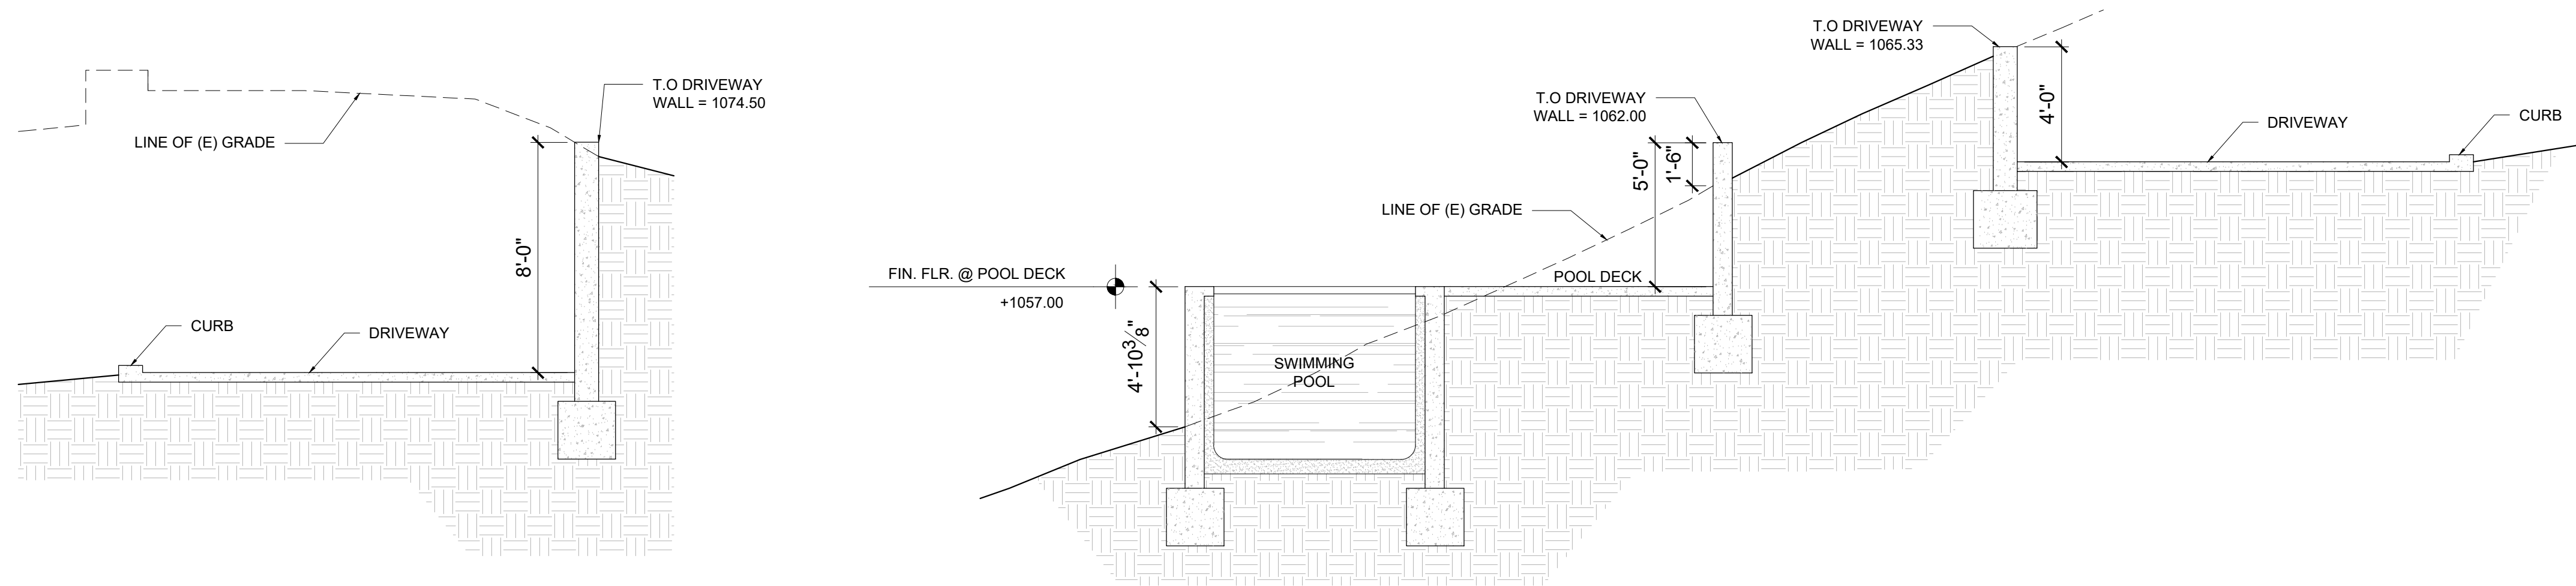 T.O DRIVEWAY
WALL = 1074.50
LINE OF (E) GRADE
8'-0"
CURB
DRIVEWAY
T.O DRIVEWAY
WALL = 1065.33
T.O DRIVEWAY
WALL = 1062.00
4'-0"
CURB
DRIVEWAY
5'-0"
1'-6"
LINE OF (E) GRADE
FIN. FLR. @ POOL DECK
+1057.00
POOL DECK
4'-10 3/8"
SWIMMING
POOL